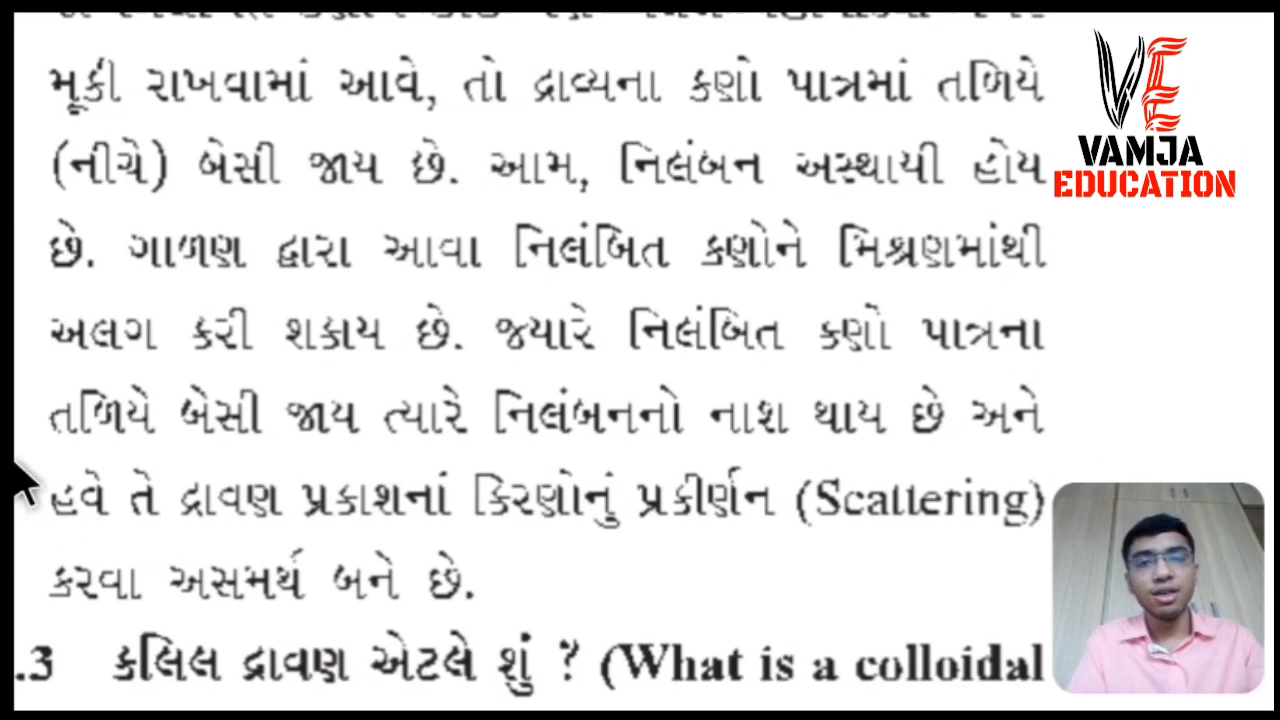 મૂકી રાખવામાં આવે, તો દ્રાવ્યના કણો પાત્રમાં તળિયે
(નીચે) બેસી જાય છે. આમ, નિલંબન અસ્થાયી હોય
છે. ગાળણ દ્વારા આવા નિલંબિત કણોને મિશ્રણમાંથી
અલગ કરી શકાય છે. જ્યારે નિલંબિત કણો પાત્રના
તળિયે બેસી જાય ત્યારે નિલંબનનો નાશ થાય છે અને
હવે તે દ્રાવણ પ્રકાશનાં કિરણોનું પ્રકીર્ણન (Scattering)
કરવા અસમર્થ બને છે.
.3 કલિલ દ્રાવણ એટલે શું ? (What is a colloidal
VE
VAMJA
EDUCATION